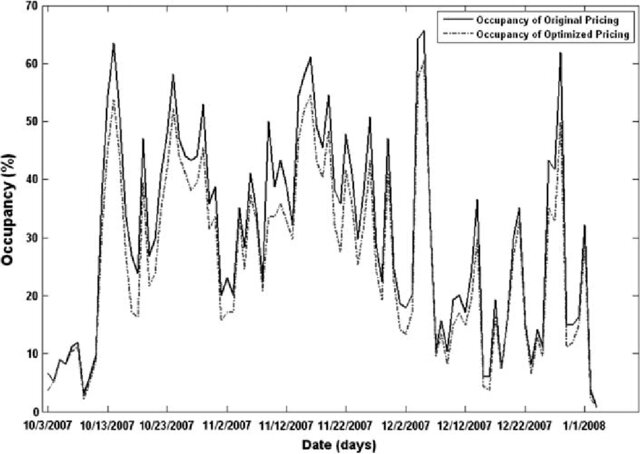 70
60
50
40
30
20
10
0
Occupancy (%)
Occupancy of Original Pricing
Occupancy of Optimized Pricing
10/3/2007 10/13/2007 10/23/2007 11/2/2007 11/12/2007 11/22/2007 12/2/2007 12/12/2007 12/22/2007 1/1/2008
Date (days)